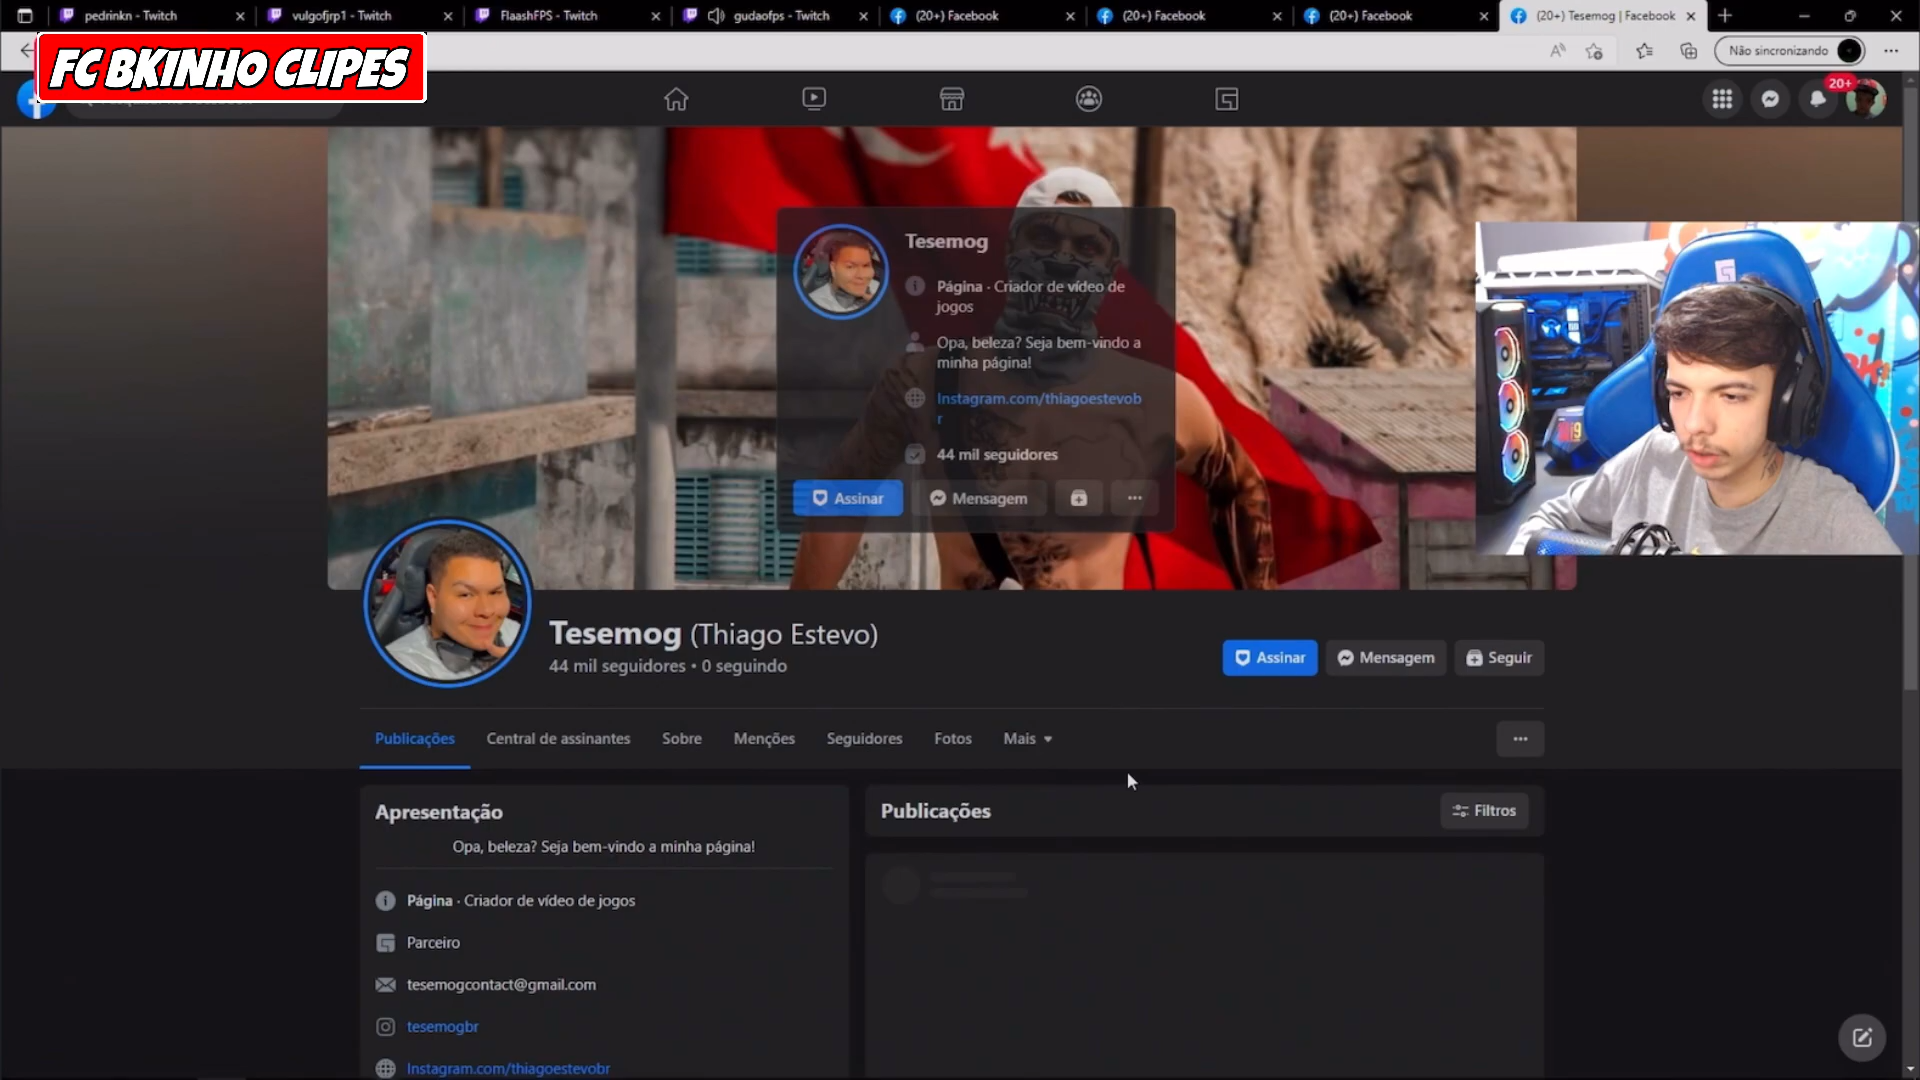 pedrinkn - Twitch
vulgofjrp1 - Twitch
FlaashFPS - Twitch
gudaofps - Twitch
(20+) Facebook
(20+) Facebook
(20+) Facebook
(20+) Tesemog | Facebook
Não sincronizando
FC BKINHO CLIPES
20+
Tesemog
Página · Criador de vídeo de
jogos
Opa, beleza? Seja bem-vindo a
minha página!
Instagram.com/thiagoestevob
r
44 mil seguidores
Assinar
Mensagem
Tesemog (Thiago Estevo)
44 mil seguidores • 0 seguindo
Assinar
Mensagem
Seguir
Publicações
Central de assinantes
Sobre
Menções
Seguidores
Fotos
Mais
Apresentação
Opa, beleza? Seja bem-vindo a minha página!
Página · Criador de vídeo de jogos
Parceiro
tesemogcontact@gmail.com
tesemogbr
Instagram.com/thiagoestevobr
Publicações
Filtros